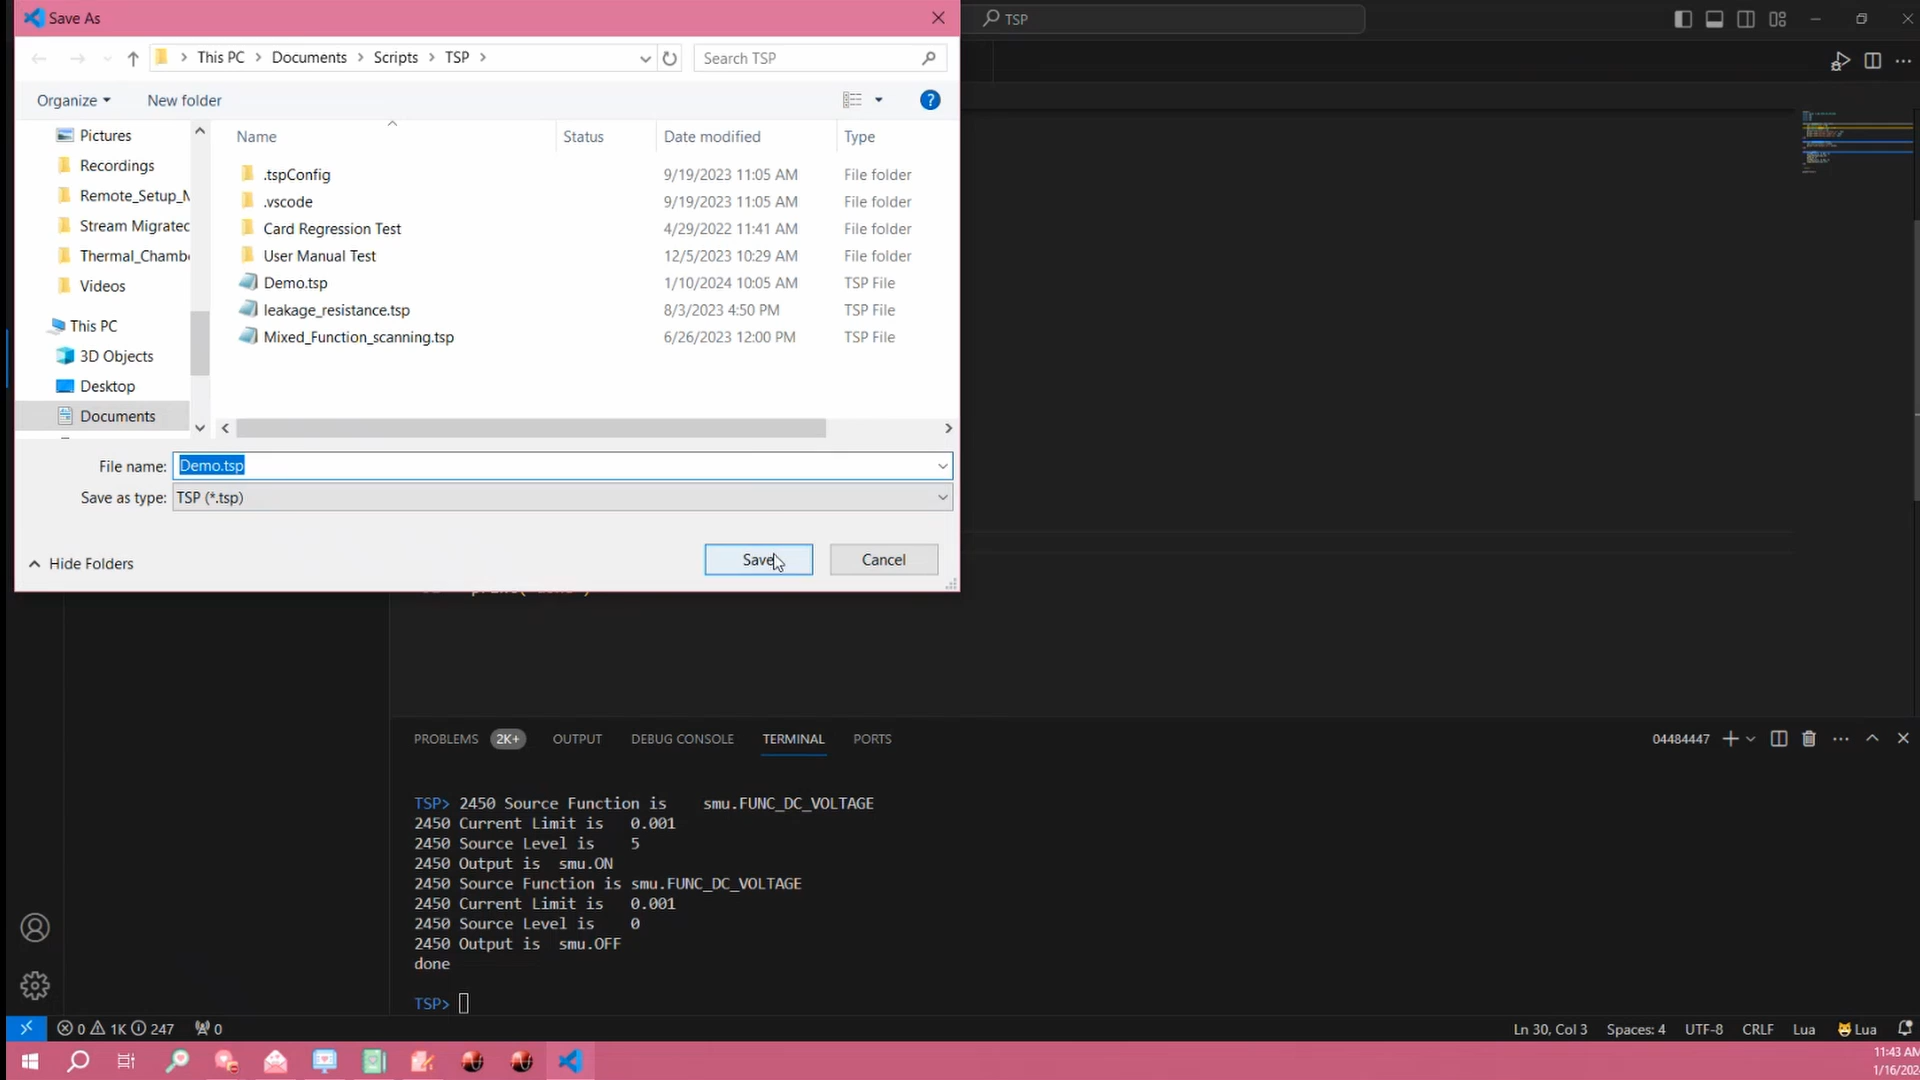 Save As
TSP
This PC > Documents > Scripts > TSP >
Search TSP
Organize
New folder
Name
Status
Date modified
Type
Pictures
Recordings
Remote_Setup_M
Stream Migrated
Thermal_Chambe
Videos
This PC
3D Objects
Desktop
Documents
.tspConfig 9/19/2023 11:05 AM File folder
.vscode 9/19/2023 11:05 AM File folder
Card Regression Test 4/29/2022 11:41 AM File folder
User Manual Test 12/5/2023 10:29 AM File folder
Demo.tsp 1/10/2024 10:05 AM TSP File
leakage_resistance.tsp 8/3/2023 4:50 PM TSP File
Mixed_Function_scanning.tsp 6/26/2023 12:00 PM TSP File
File name: Demo.tsp
Save as type: TSP (*.tsp)
Hide Folders
Save
Cancel
PROBLEMS 2K+ OUTPUT DEBUG CONSOLE TERMINAL PORTS
04484447
TSP> 2450 Source Function is smu.FUNC_DC_VOLTAGE
2450 Current Limit is 0.001
2450 Source Level is 5
2450 Output is smu.ON
2450 Source Function is smu.FUNC_DC_VOLTAGE
2450 Current Limit is 0.001
2450 Source Level is 0
2450 Output is smu.OFF
done
TSP>
0 1K 247 0
Ln 30, Col 3 Spaces: 4 UTF-8 CRLF Lua Lua
11:43 AM
1/16/202